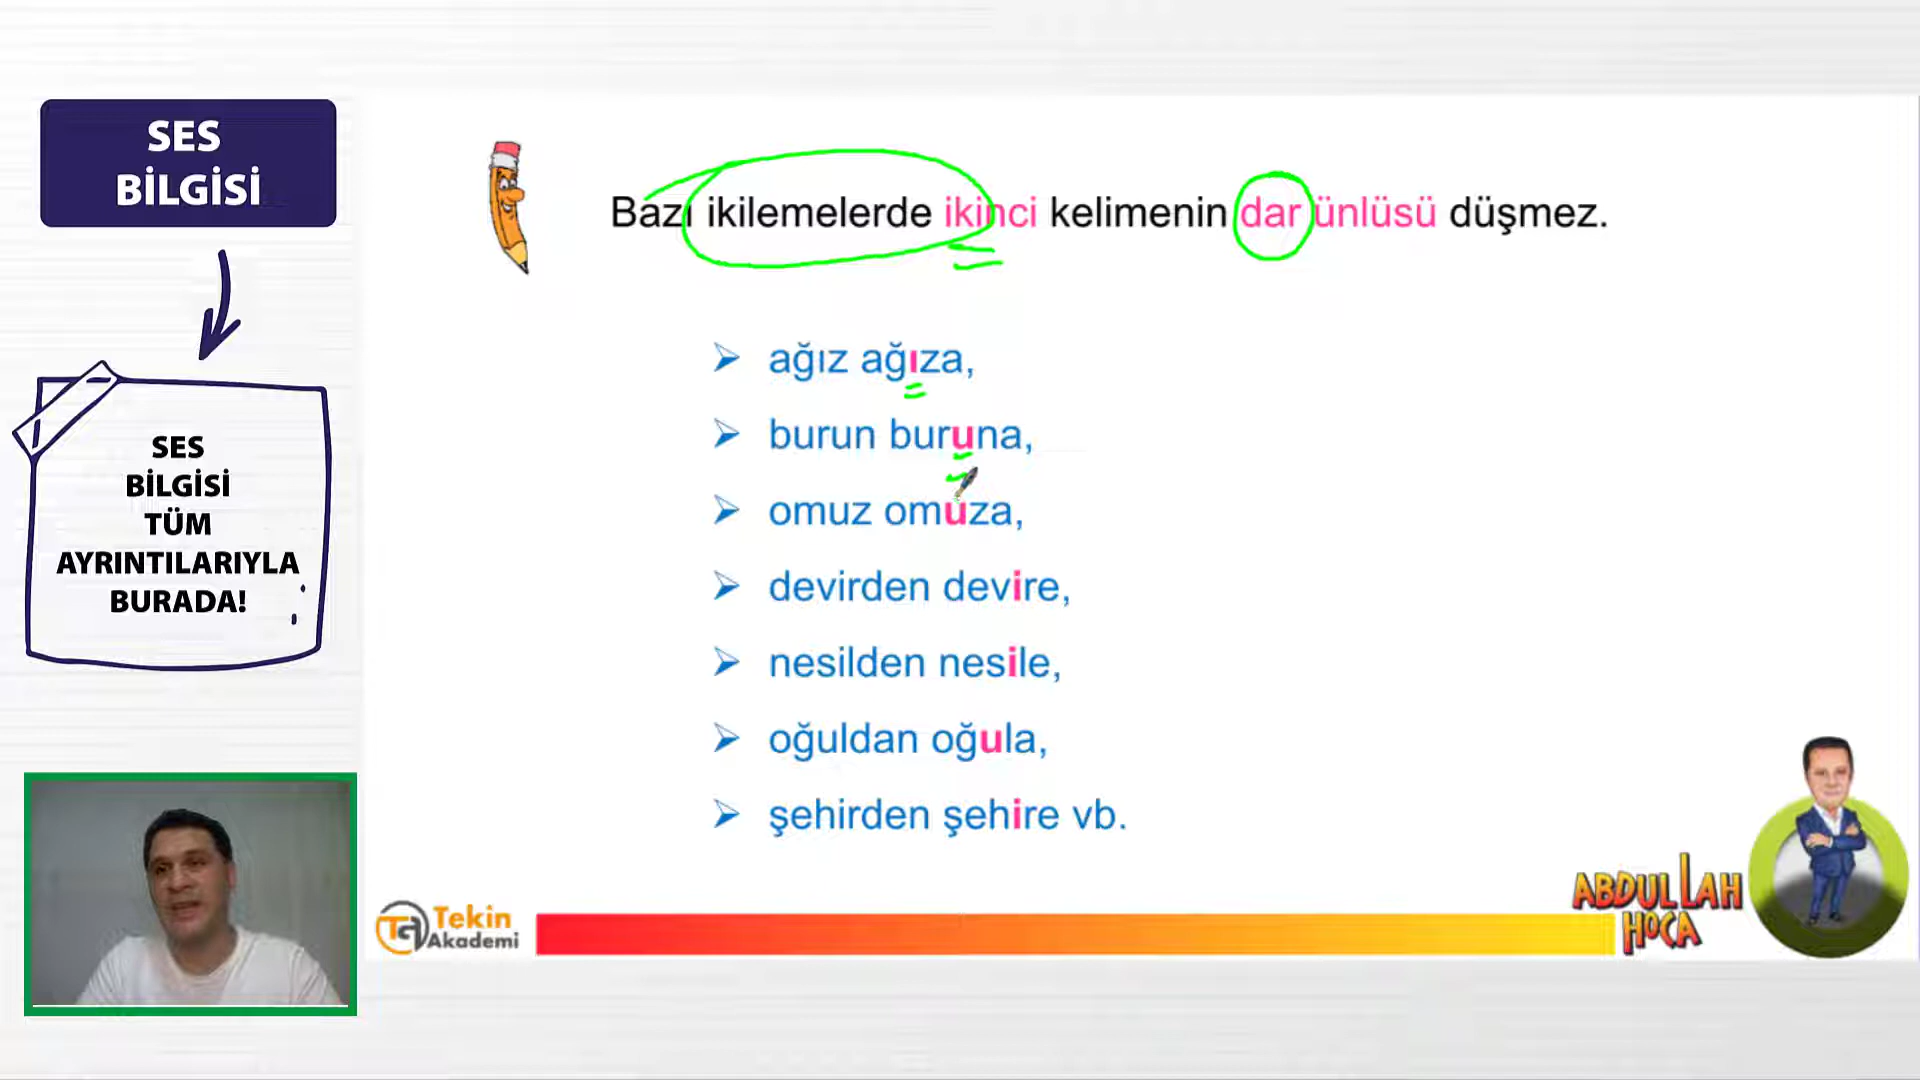 SES
BİLGİSİ
SES
BİLGİSİ
TÜM
AYRINTILARIYLA
BURADA!
Bazı ikilemelerde ikinci kelimenin dar ünlüsü düşmez.
ağız ağıza,
burun buruna,
omuz omuza,
devirden devire,
nesilden nesile,
oğuldan oğula,
şehirden şehire vb.
Tekin
Akademi
ABDULLAH
HOCA